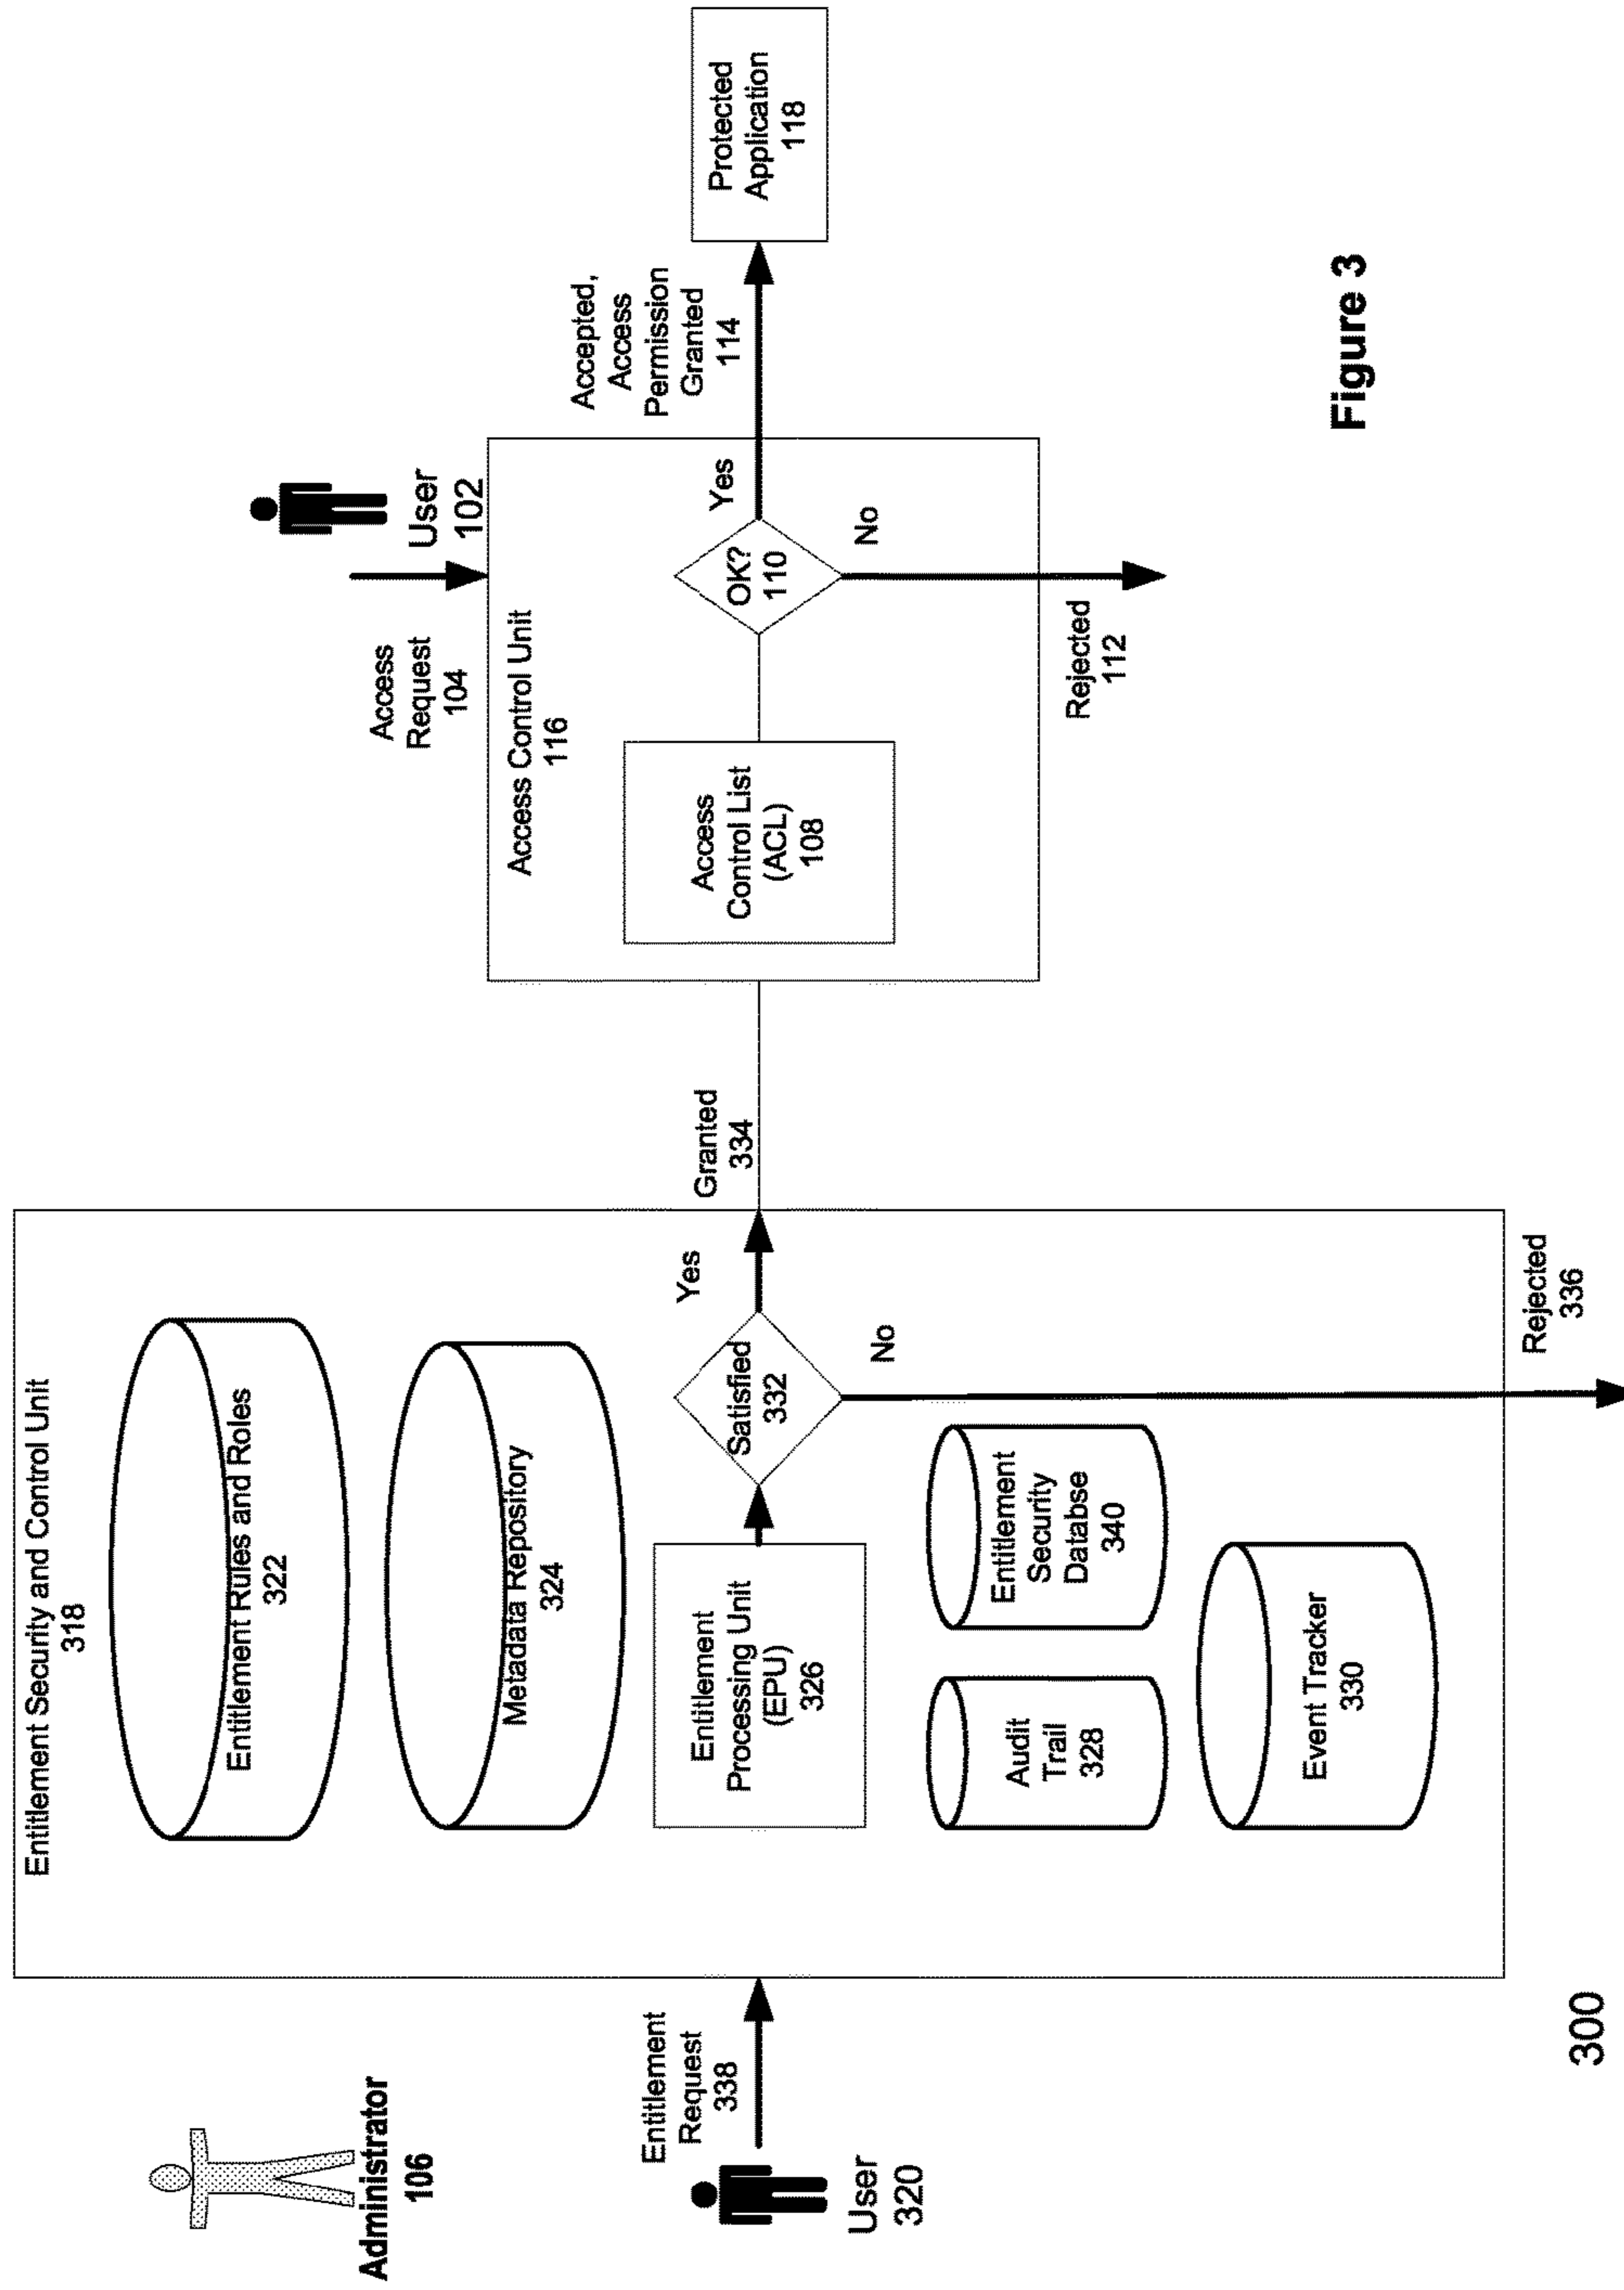 Administrator
106
User
320
Entitlement
Request
338
300
Entitlement Security and Control Unit
318
Entitlement Rules and Roles
322
Metadata Repository
324
Entitlement
Processing Unit
(EPU)
326
Satisfied
332
Yes
No
Audit
Trail
328
Entitlement
Security
Databse
340
Event Tracker
330
Granted
334
Rejected
336
User
102
Access
Request
104
Access Control Unit
116
Access
Control List
(ACL)
108
OK?
110
Yes
No
Rejected
112
Accepted,
Access
Permission
Granted
114
Protected
Application
118
Figure 3